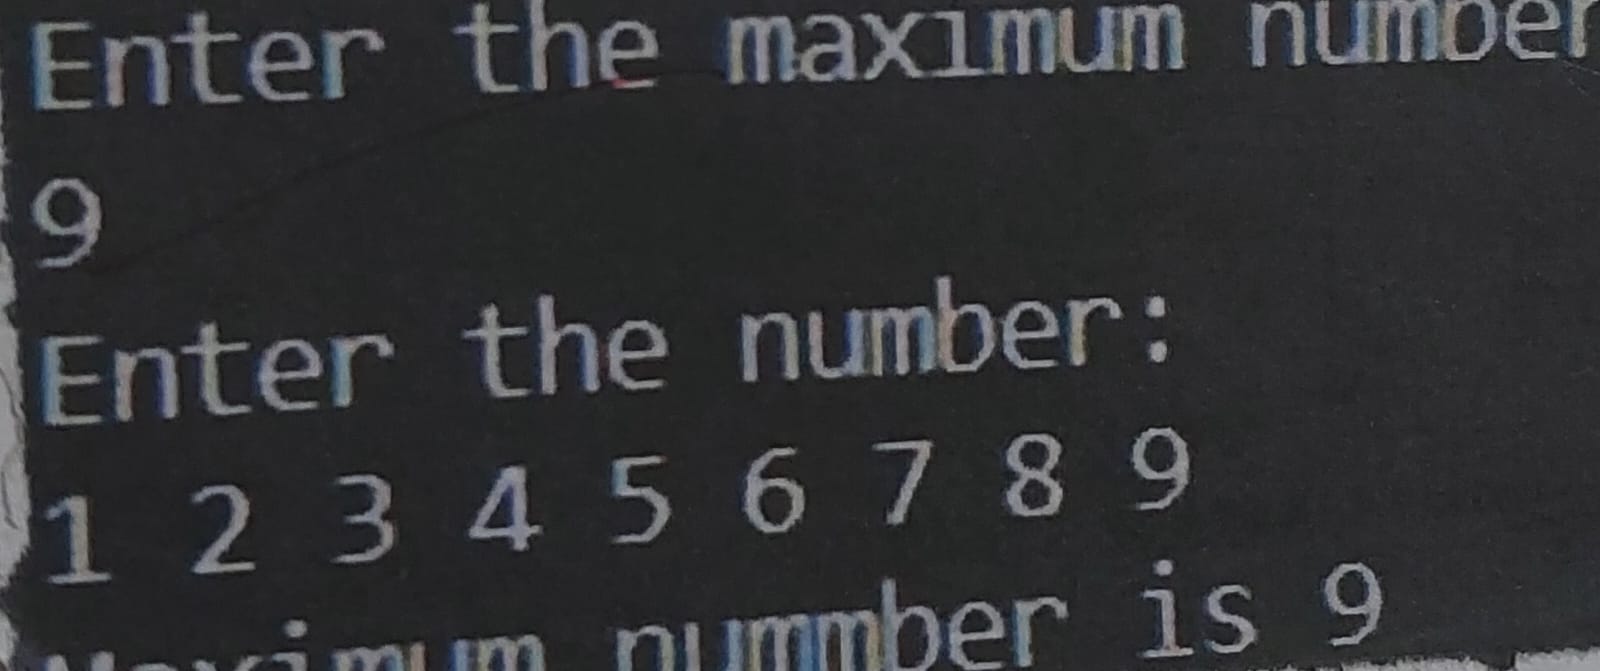 Enter the maximum number
9
Enter the number:
1 2 3 4 5 6 7 8 9
Maximum nummber is 9